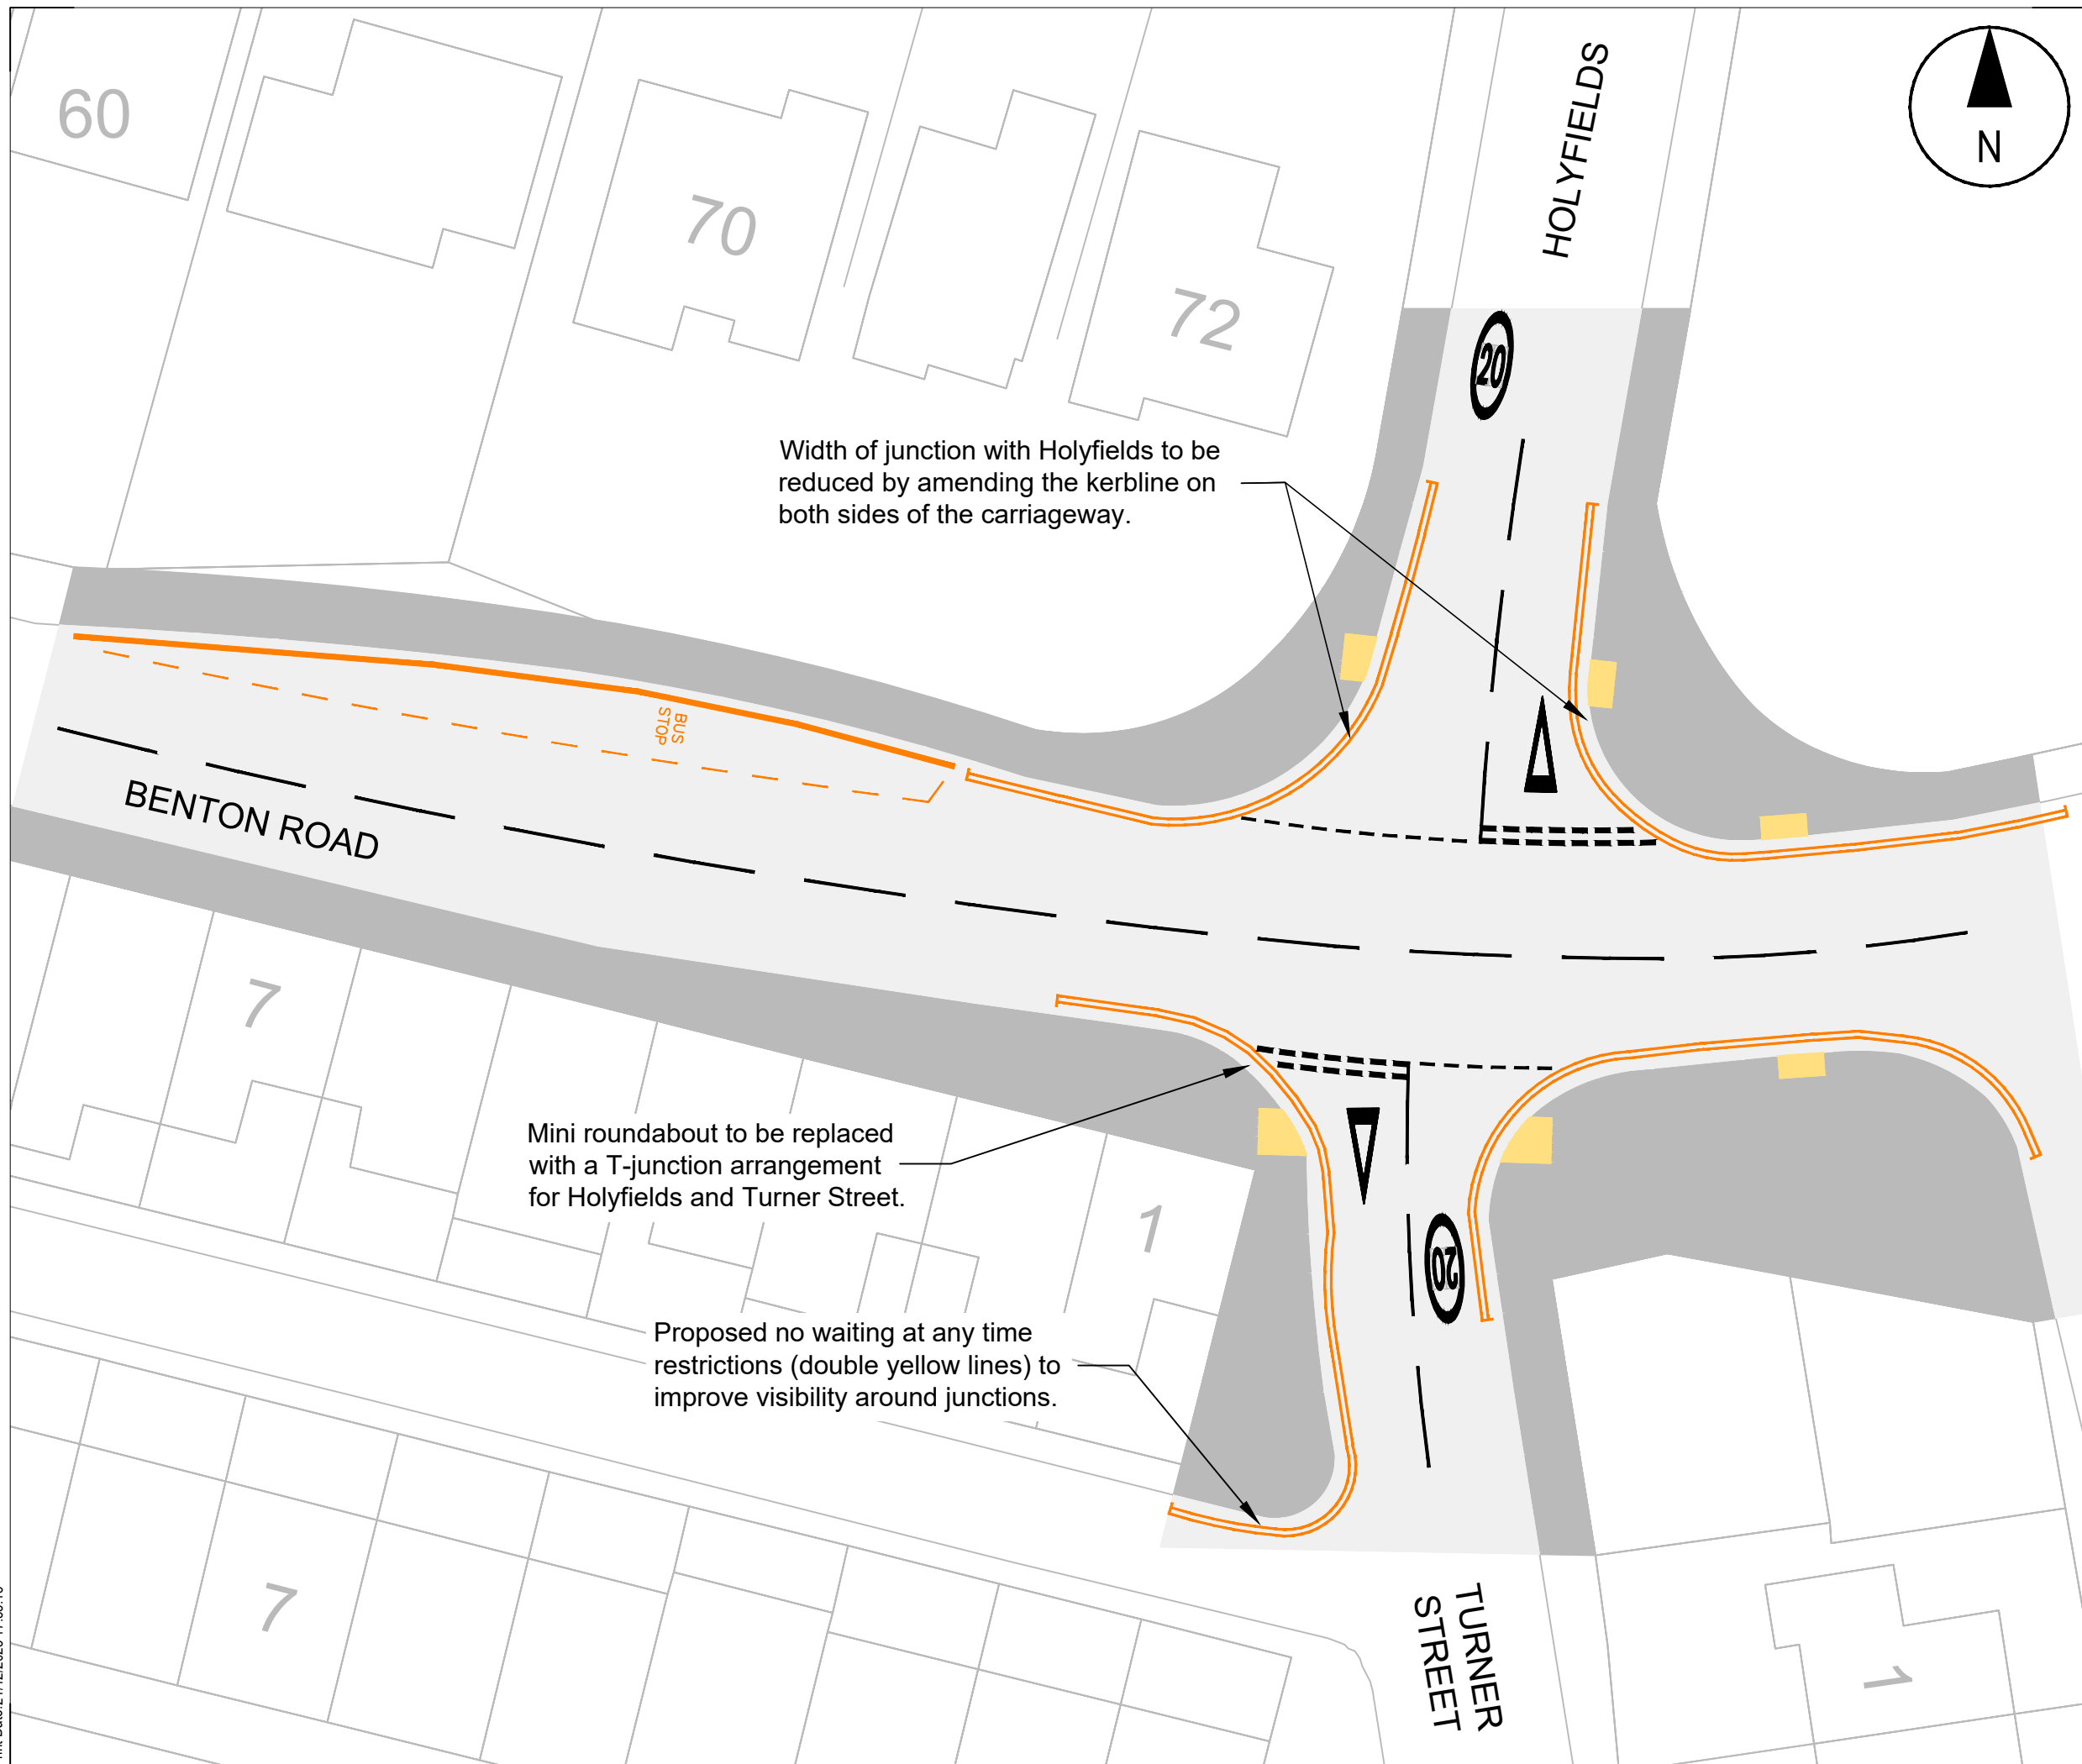 60
70
72
HOLYFIELDS
N
20
Width of junction with Holyfields to be
reduced by amending the kerbline on
both sides of the carriageway.
BUS
STOP
BENTON ROAD
7
Mini roundabout to be replaced
with a T-junction arrangement
for Holyfields and Turner Street.
1
20
Proposed no waiting at any time
restrictions (double yellow lines) to
improve visibility around junctions.
7
TURNER
STREET
1